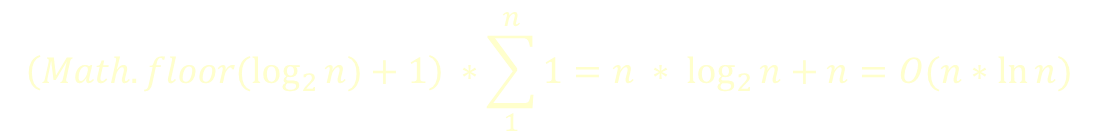 (Math.floor(log₂ n) + 1) * ∑₁ⁿ 1 = n * log₂ n + n = O(n * ln n)